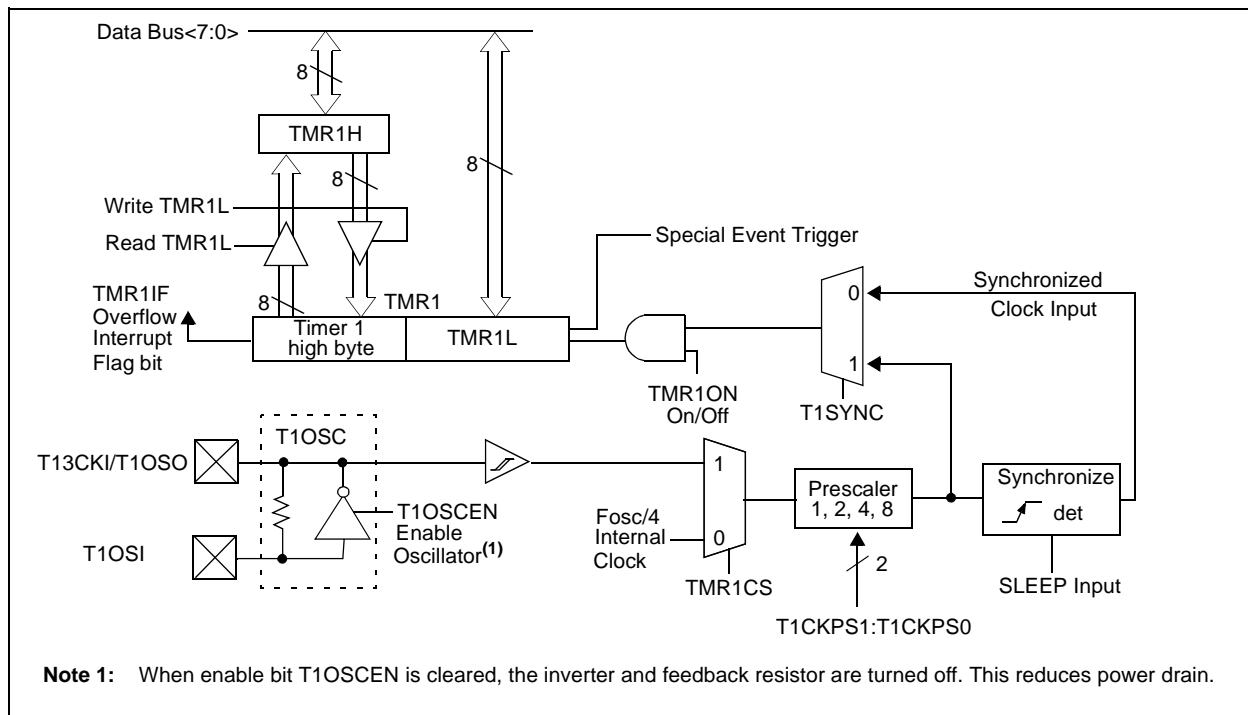 Data Bus<7:0>
8
TMR1H
8
8
Write TMR1L
Read TMR1L
Special Event Trigger
TMR1IF
Overflow
Interrupt
Flag bit
8
TMR1
Timer 1
high byte
TMR1L
0
1
Synchronized
Clock Input
TMR1ON
On/Off
T1SYNC
T1OSC
T13CKI/T1OSO
T1OSI
T1OSCEN
Enable
Oscillator(1)
1
0
Fosc/4
Internal
Clock
TMR1CS
Prescaler
1, 2, 4, 8
2
T1CKPS1:T1CKPS0
Synchronize
det
SLEEP Input
Note 1: When enable bit T1OSCEN is cleared, the inverter and feedback resistor are turned off. This reduces power drain.